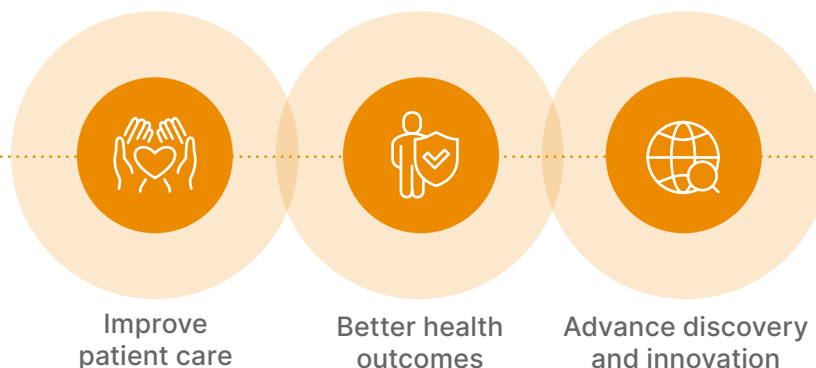 Improve
patient care
Better health
outcomes
Advance discovery
and innovation